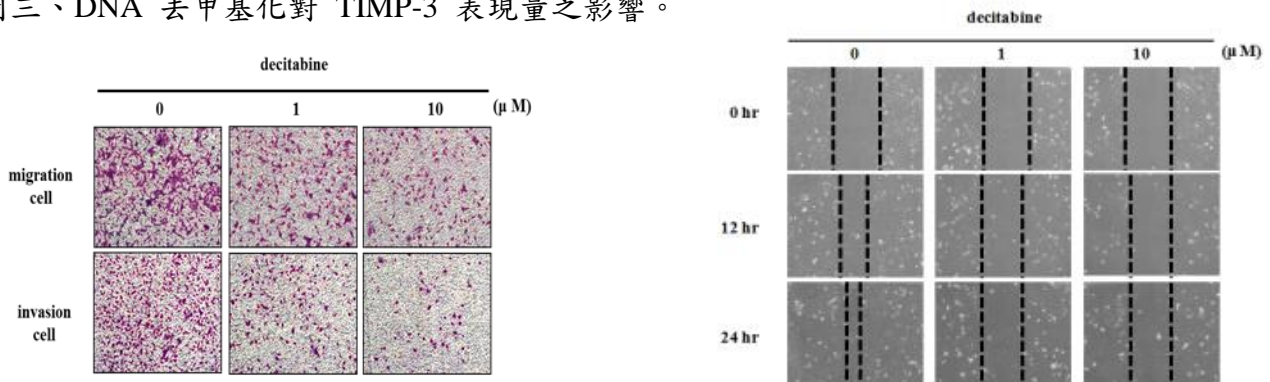 三、DNA 去甲基化對 TIMP-3 表現量之影響。
decitabine
0 1 10 (μ M)
migration
cell
invasion
cell
decitabine
0 1 10 (μ M)
0 hr
12 hr
24 hr